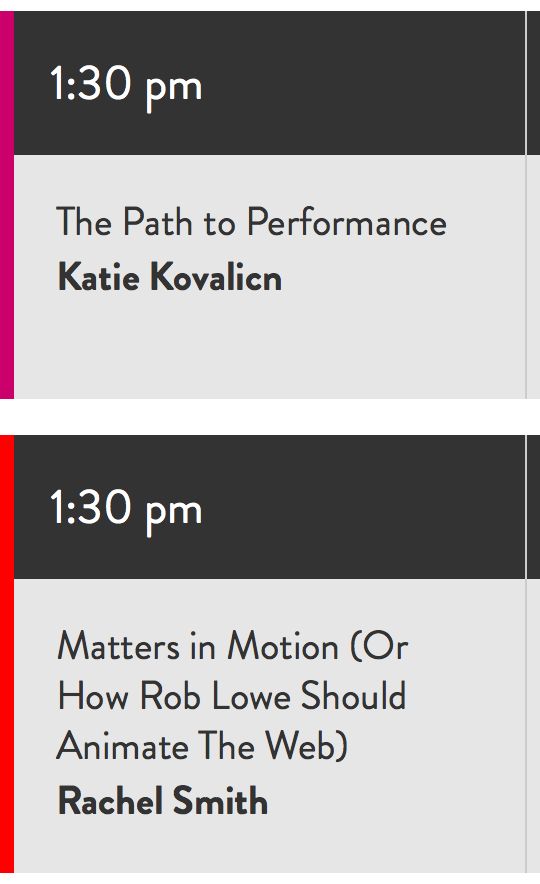 1:30 pm
The Path to Performance
Katie Kovalicn
1:30 pm
Matters in Motion (Or
How Rob Lowe Should
Animate The Web)
Rachel Smith